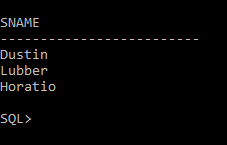 SNAME
-------------------------
Dustin
Lubber
Horatio
SQL>